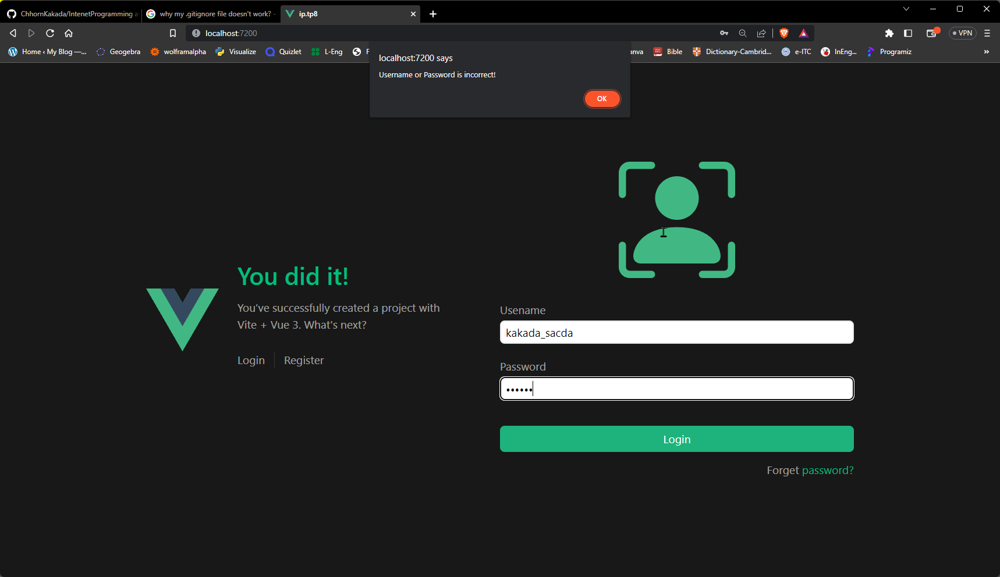 ChhornKakada/IntenetProgramming a
why my .gitignore file doesn't work? -
ip.tp8
localhost:7200
VPN
Home ‹ My Blog —...
Geogebra
wolframalpha
Visualize
Quizlet
L-Eng
F
anva
Bible
Dictionary-Cambrid...
e-ITC
InEng...
Programiz
»
localhost:7200 says
Username or Password is incorrect!
OK
You did it!
You’ve successfully created a project with
Vite + Vue 3. What's next?
Login
Register
Usename
kakada_sacda
Password
••••••
Login
Forget password?